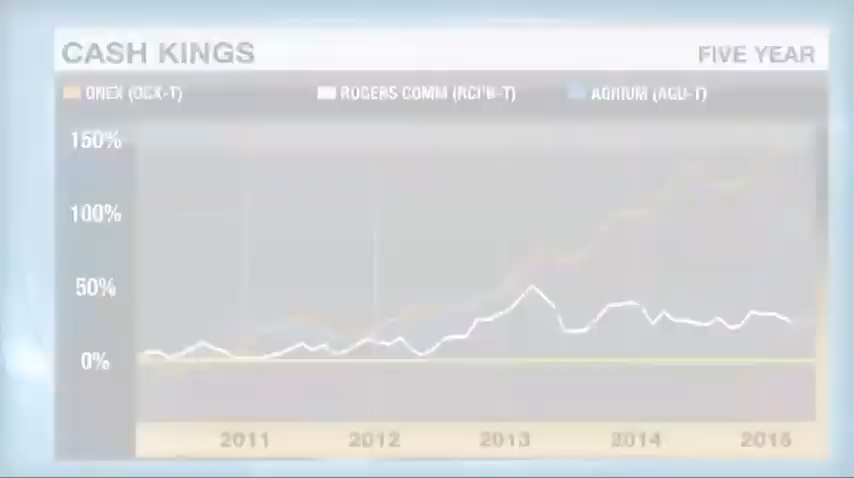 CASH KINGS
FIVE YEAR
ONEX (OCX-T)
ROGERS COMM (RCI'B-T)
AGRIUM (AGU-T)
150%
100%
50%
0%
2011
2012
2013
2014
2015